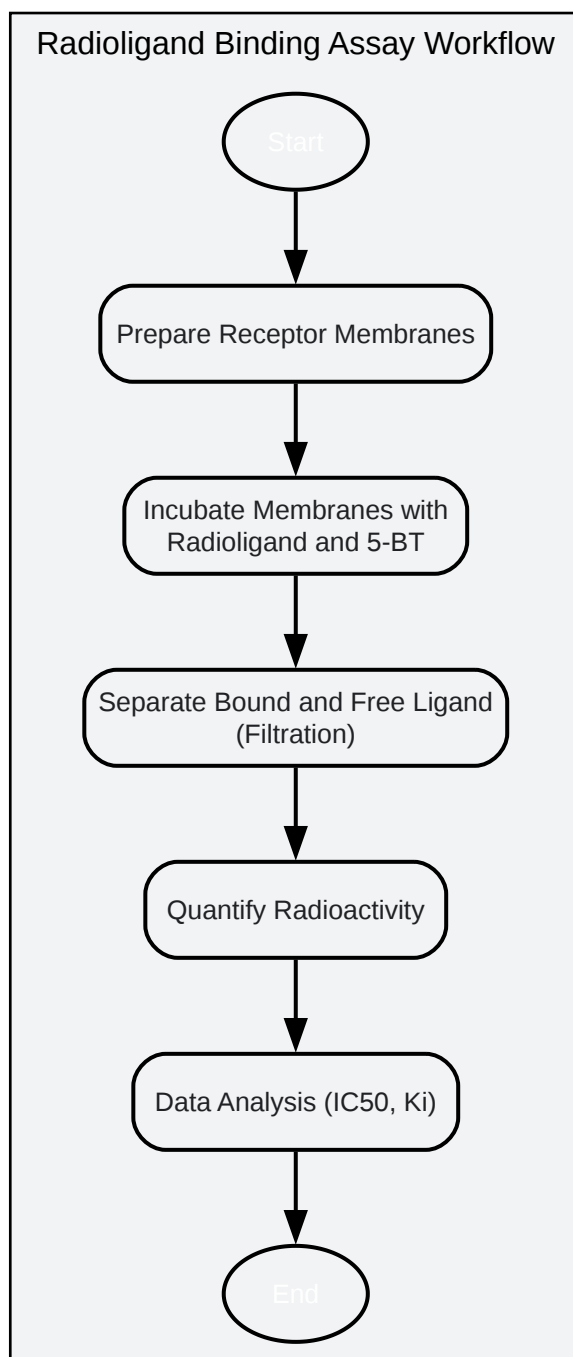 Radioligand Binding Assay Workflow
Start
Prepare Receptor Membranes
Incubate Membranes with
Radioligand and 5-BT
Separate Bound and Free Ligand
(Filtration)
Quantify Radioactivity
Data Analysis (IC50, Ki)
End